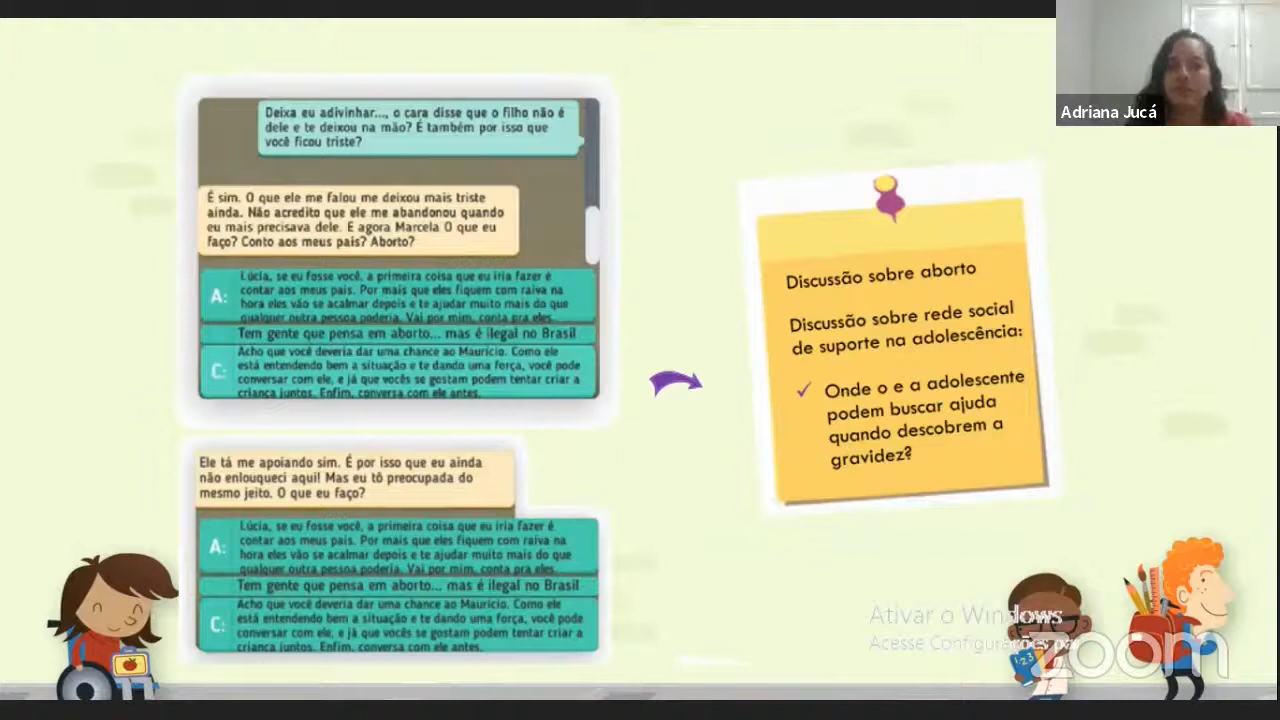 Adriana Jucá
Deixa eu adivinhar..., o cara disse que o filho não é
dele e te deixou na mão? É também por isso que
você ficou triste?
É sim. O que ele me falou me deixou mais triste
ainda. Não acredito que ele me abandonou quando
eu mais precisava dele. E agora Marcela O que eu
faço? Conto aos meus pais? Aborto?
A:
Lúcia, se eu fosse você, a primeira coisa que eu iria fazer é
contar aos meus pais. Por mais que eles fiquem com raiva na
hora eles vão se acalmar depois e te ajudar muito mais do que
qualquer outra pessoa poderia. Vai por mim, conta pra eles.
Tem gente que pensa em aborto... mas é ilegal no Brasil
C:
Acho que você deveria dar uma chance ao Maurício. Como ele
está entendendo bem a situação e te dando uma força, você pode
conversar com ele, e já que vocês se gostam podem tentar criar a
criança juntos. Enfim, conversa com ele antes.
Ele tá me apoiando sim. É por isso que eu ainda
não enlouqueci aqui! Mas eu tô preocupada do
mesmo jeito. O que eu faço?
A:
Lúcia, se eu fosse você, a primeira coisa que eu iria fazer é
contar aos meus pais. Por mais que eles fiquem com raiva na
hora eles vão se acalmar depois e te ajudar muito mais do que
qualquer outra pessoa poderia. Vai por mim, conta pra eles.
Tem gente que pensa em aborto... mas é ilegal no Brasil
C:
Acho que você deveria dar uma chance ao Maurício. Como ele
está entendendo bem a situação e te dando uma força, você pode
conversar com ele, e já que vocês se gostam podem tentar criar a
criança juntos. Enfim, conversa com ele antes.
Discussão sobre aborto
Discussão sobre rede social
de suporte na adolescência:
✓ Onde o e a adolescente
podem buscar ajuda
quando descobrem a
gravidez?
Ativar o Windows
Acesse Configurações pa
zoom
123